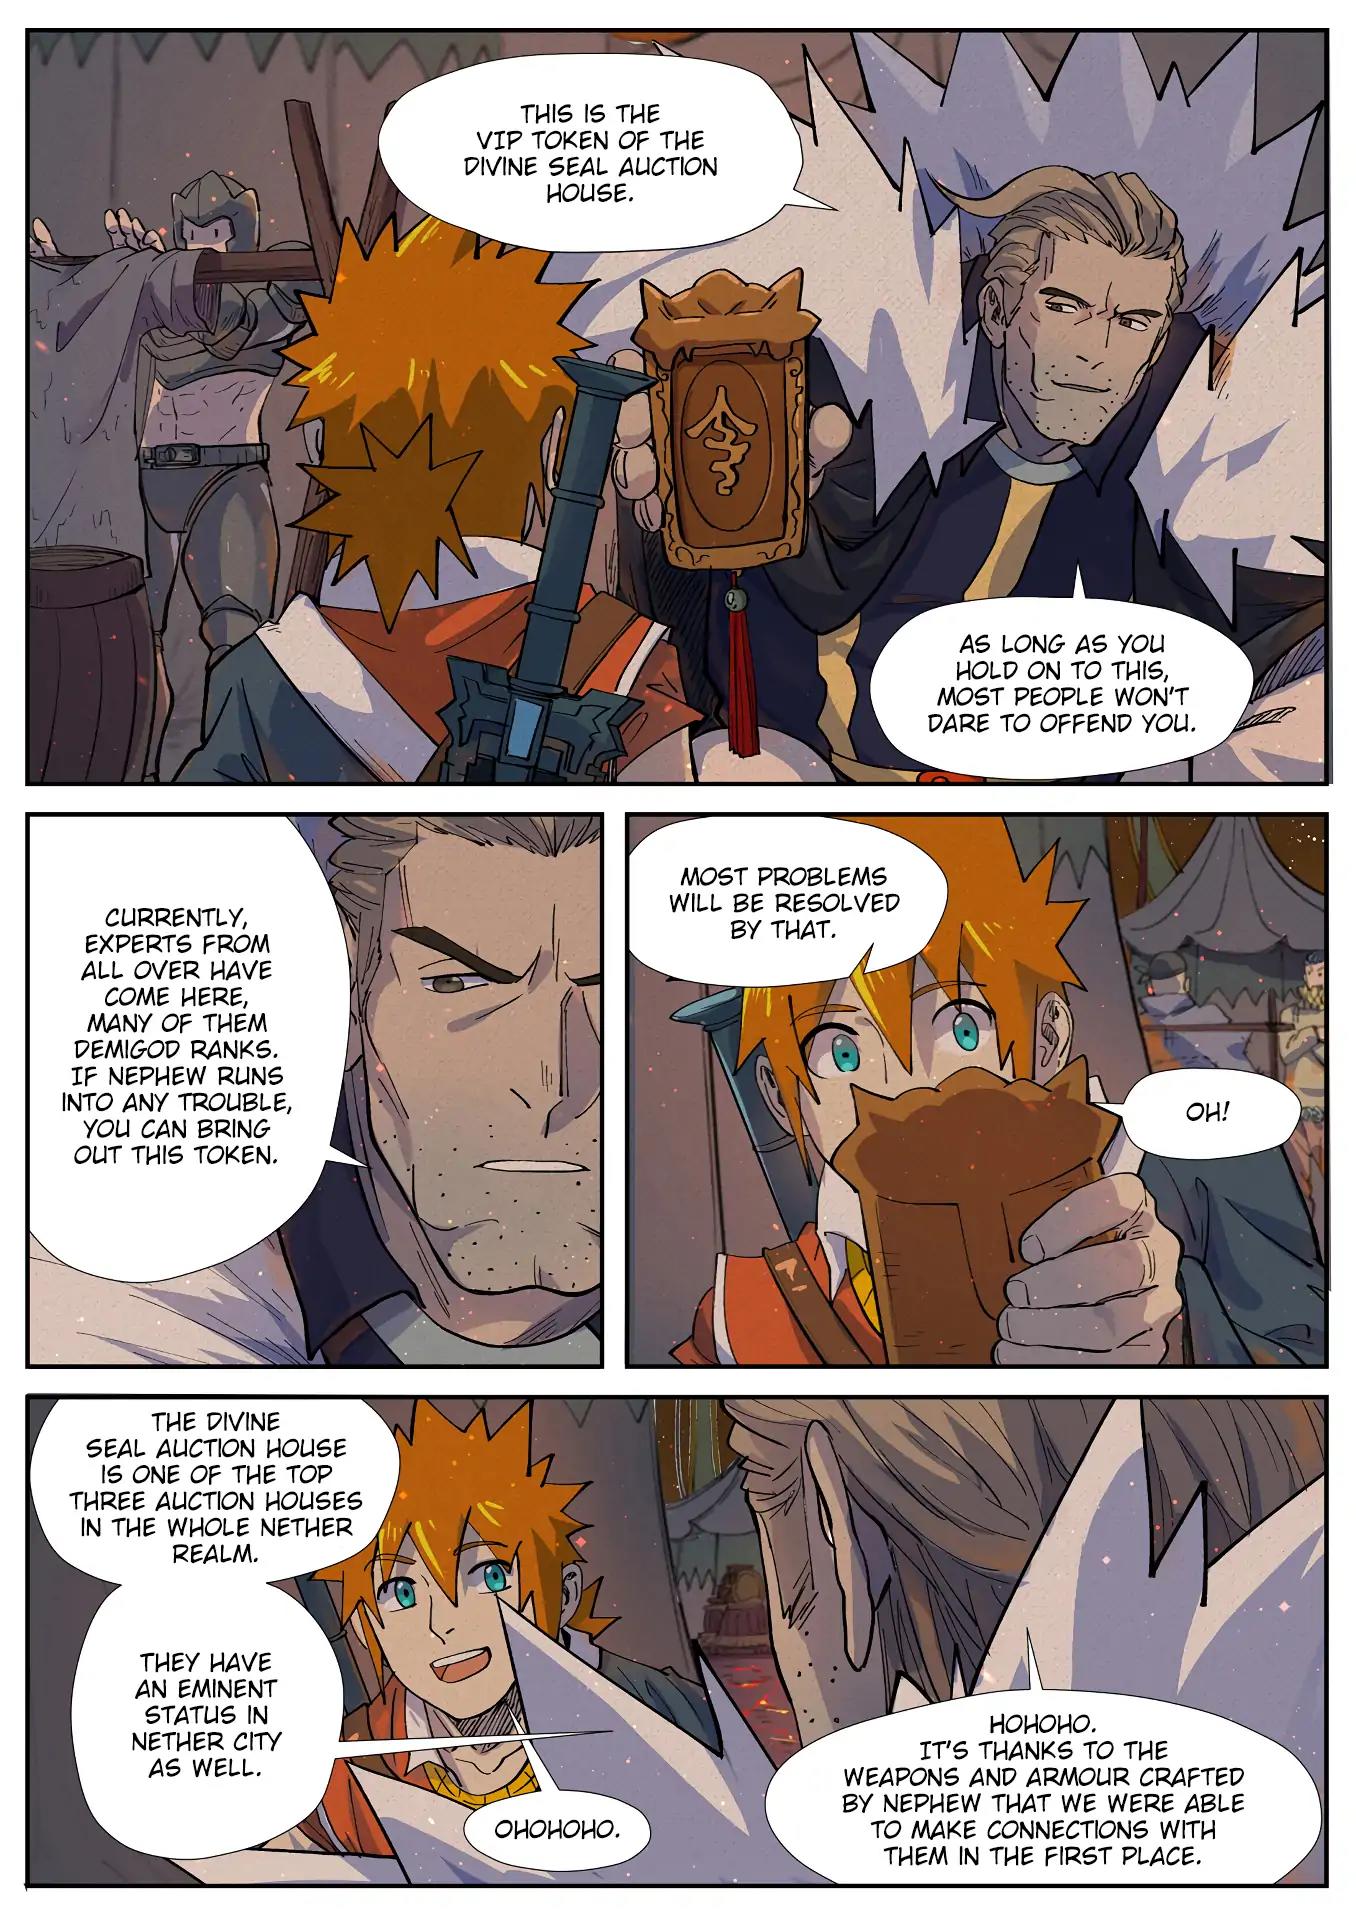 THIS IS THE
VIP TOKEN OF THE
DIVINE SEAL AUCTION
HOUSE.
令
AS LONG AS YOU
HOLD ON TO THIS,
MOST PEOPLE WON'T
DARE TO OFFEND YOU.
CURRENTLY,
EXPERTS FROM
ALL OVER HAVE
COME HERE,
MANY OF THEM
DEMIGOD RANKS.
IF NEPHEW RUNS
INTO ANY TROUBLE,
YOU CAN BRING
OUT THIS TOKEN.
MOST PROBLEMS
WILL BE RESOLVED
BY THAT.
OH!
THE DIVINE
SEAL AUCTION HOUSE
IS ONE OF THE TOP
THREE AUCTION HOUSES
IN THE WHOLE NETHER
REALM.
THEY HAVE
AN EMINENT
STATUS IN
NETHER CITY
AS WELL.
OHOHOHO.
HOHOHO.
IT'S THANKS TO THE
WEAPONS AND ARMOUR CRAFTED
BY NEPHEW THAT WE WERE ABLE
TO MAKE CONNECTIONS WITH
THEM IN THE FIRST PLACE.